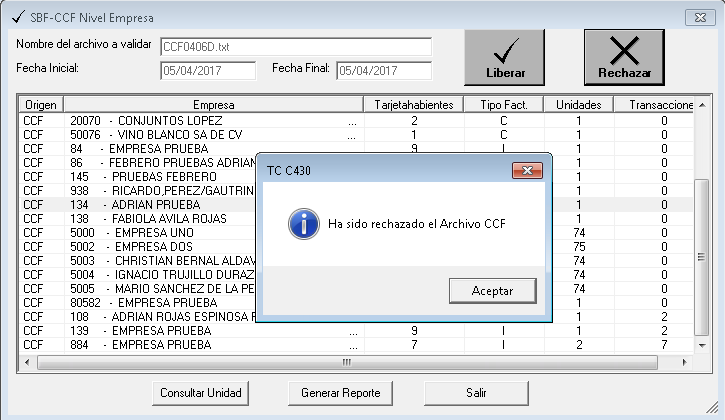 SBF-CCF Nivel Empresa
Nombre del archivo a validar CCF0406D.txt
Fecha Inicial: 05/04/2017 Fecha Final: 05/04/2017
Liberar Rechazar
Origen Empresa Tarjetahabientes Tipo Fact. Unidades Transaccione
CCF 20070 - CONJUNTOS LOPEZ ... 2 C 1 0
CCF 50076 - VINO BLANCO SA DE CV ... 1 C 1 0
CCF 84 - EMPRESA PRUEBA 9 I 1 0
CCF 86 - FEBRERO PRUEBAS ADRIAN 1 0
CCF 145 - PRUEBAS FEBRERO 1 0
CCF 938 - RICARDO,PEREZ/GAUTRIN 1 0
CCF 134 - ADRIAN PRUEBA 1 0
CCF 138 - FABIOLA AVILA ROJAS 1 0
CCF 5000 - EMPRESA UNO 74 0
CCF 5002 - EMPRESA DOS 75 0
CCF 5003 - CHRISTIAN BERNAL ALDAV 74 0
CCF 5004 - IGNACIO TRUJILLO DURAZ 74 0
CCF 5005 - MARIO SANCHEZ DE LA PE 74 0
CCF 80582 - EMPRESA PRUEBA 1 0
CCF 108 - ADRIAN ROJAS ESPINOSA 1 2
CCF 139 - EMPRESA PRUEBA ... 9 I 1 2
CCF 884 - EMPRESA PRUEBA ... 7 I 2 7
TC C430
Ha sido rechazado el Archivo CCF
Aceptar
Consultar Unidad Generar Reporte Salir